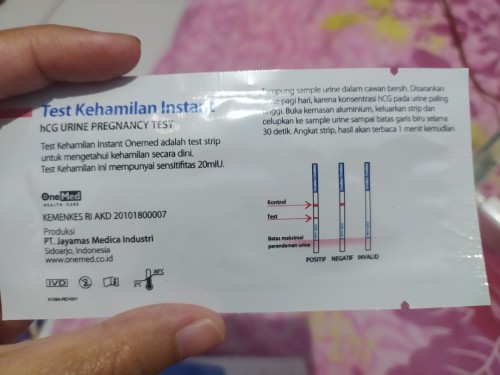 Test Kehamilan Instant
hCG URINE PREGNANCY TEST
Test Kehamilan Instant Onemed adalah test strip
untuk mengetahui kehamilan secara dini.
Test Kehamilan ini mempunyai sensitifitas 20mIU.
OneMed
HEALTH CARE
KEMENKES RI AKD 20101800007
Produksi
PT. Jayamas Medica Industri
Sidoarjo, Indonesia
www.onemed.co.id
IVD
2
sample urine dalam cawan bersih. Disarankan
pagi hari, karena konsentrasi hCG pada urine paling
Buka kemasan aluminium, keluarkan strip dan
celupkan ke sample urine sampai batas garis biru selama
30 detik. Angkat strip, hasil akan terbaca 1 menit kemudian.
Kontrol
Test
Batas maksimal
perendaman urine
POSITIF NEGATIF INVALID